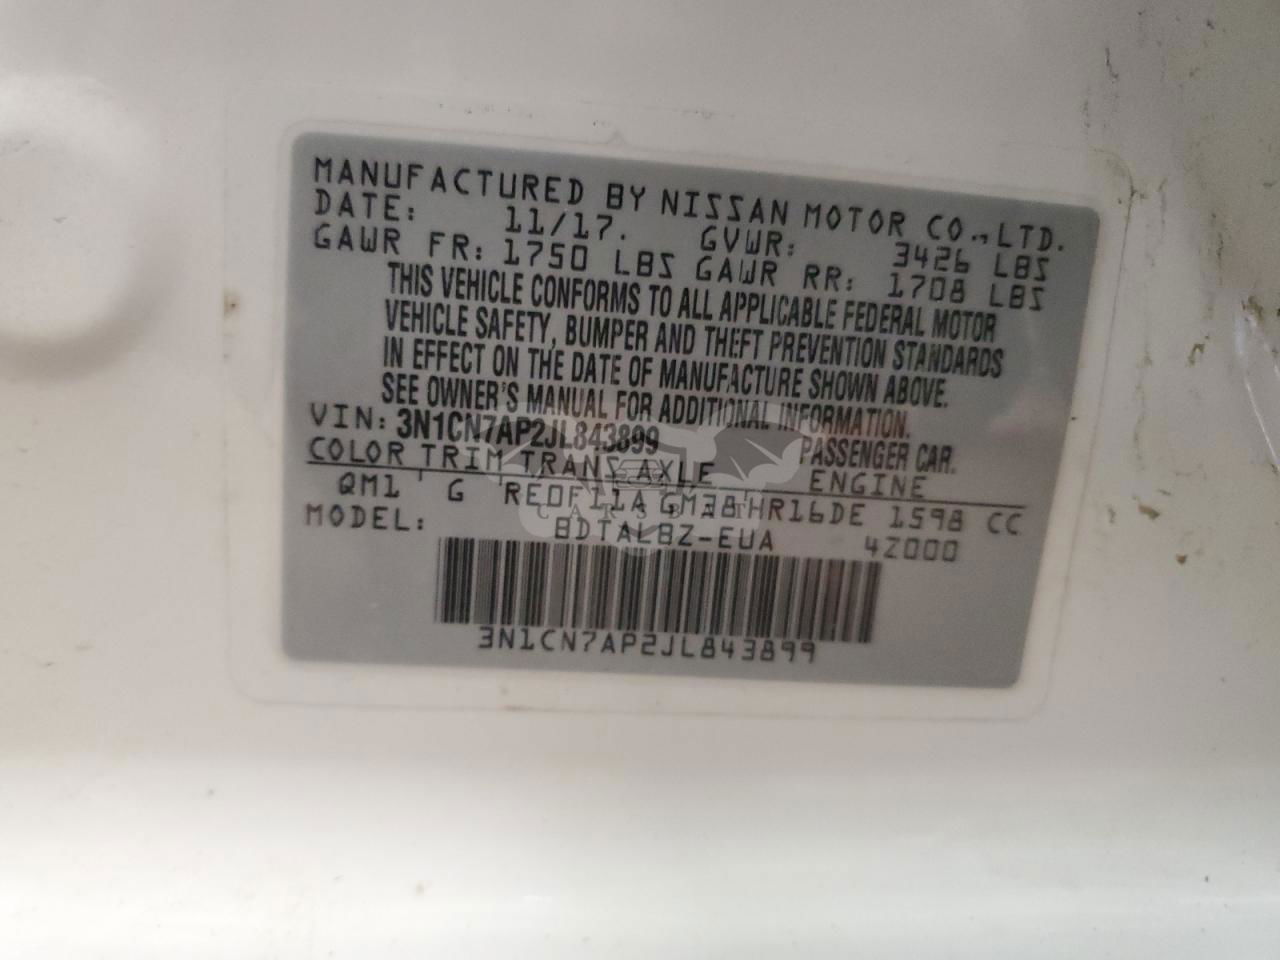 MANUFACTURED BY NISSAN MOTOR CO.,LTD.
DATE: 11/17. GVWR: 3426 LBS
GAWR FR: 1750 LBS GAWR RR: 1708 LBS
THIS VEHICLE CONFORMS TO ALL APPLICABLE FEDERAL MOTOR
VEHICLE SAFETY, BUMPER AND THEFT PREVENTION STANDARDS
IN EFFECT ON THE DATE OF MANUFACTURE SHOWN ABOVE.
SEE OWNER'S MANUAL FOR ADDITIONAL INFORMATION.
VIN: 3N1CN7AP2JL843899 PASSENGER CAR.
COLOR TRIM TRANS AXLE ENGINE
QM1 G RE0F11A GM38 HR16DE 1598 CC
CARSBAT
MODEL: BDTALBZ-EUA 4Z000
3N1CN7AP2JL843899